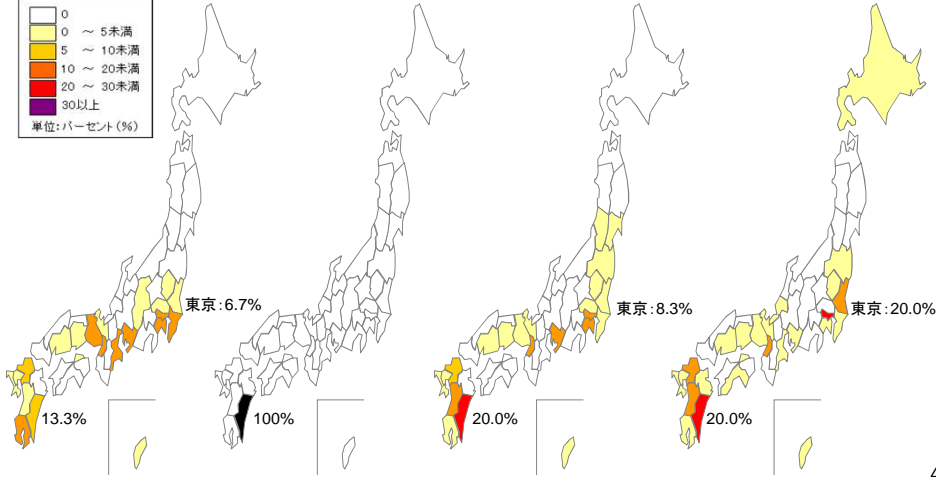 0
0 ~ 5未満
5 ~ 10未満
10 ~ 20未満
20 ~ 30未満
30以上
単位:パーセント(%)
東京:6.7%
13.3%
100%
東京:8.3%
20.0%
東京:20.0%
20.0%